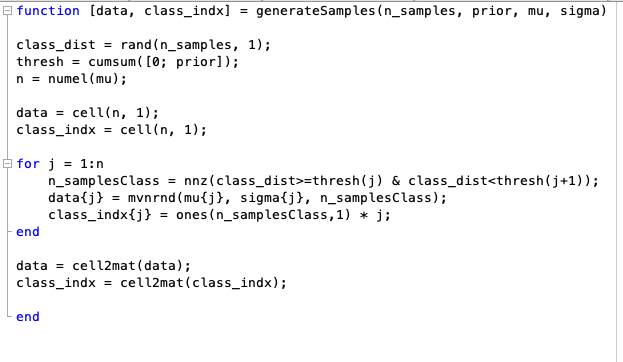 function [data, class_indx] = generateSamples(n_samples, prior, mu, sigma)
class_dist = rand(n_samples, 1);
thresh = cumsum([0; prior]);
n = numel(mu);
data = cell(n, 1);
class_indx = cell(n, 1);
for j = 1:n
n_samplesClass = nnz(class_dist>=thresh(j) & class_dist<thresh(j+1));
data{j} = mvnrnd(mu{j}, sigma{j}, n_samplesClass);
class_indx{j} = ones(n_samplesClass,1) * j;
end
data = cell2mat(data);
class_indx = cell2mat(class_indx);
end